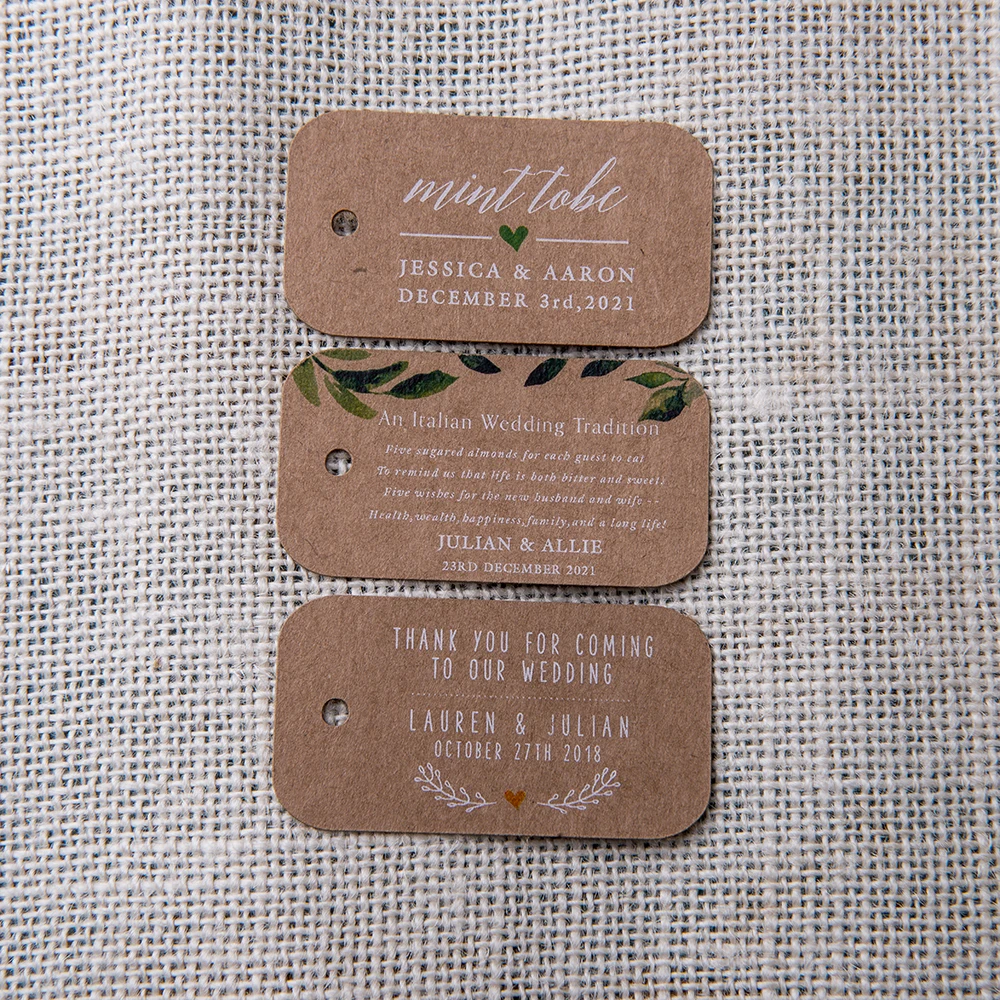 mint tobe
JESSICA & AARON
DECEMBER 3rd,2021
An Italian Wedding Tradition
Five sugared almonds for each guest to eat
To remind us that life is both bitter and sweet;
Five wishes for the new husband and wife --
Health,wealth,happiness,family,and a long life!
JULIAN & ALLIE
23RD DECEMBER 2021
THANK YOU FOR COMING
TO OUR WEDDING
LAUREN & JULIAN
OCTOBER 27TH 2018